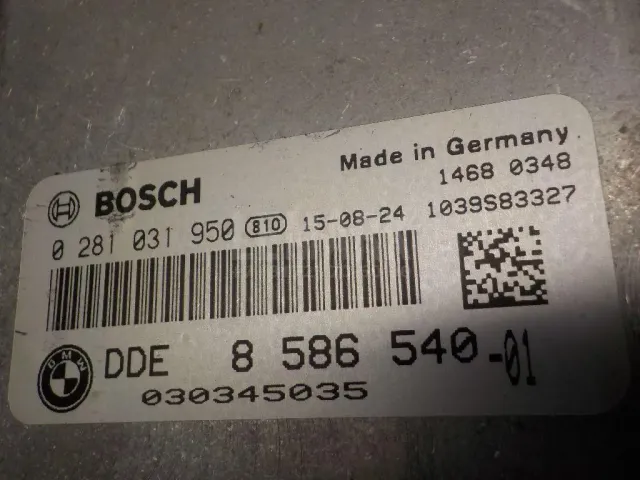 Made in Germany
BOSCH 1468 0348
0 281 031 950 810 15-08-24 1039S83327
BMW DDE 8 586 540-01
030345035